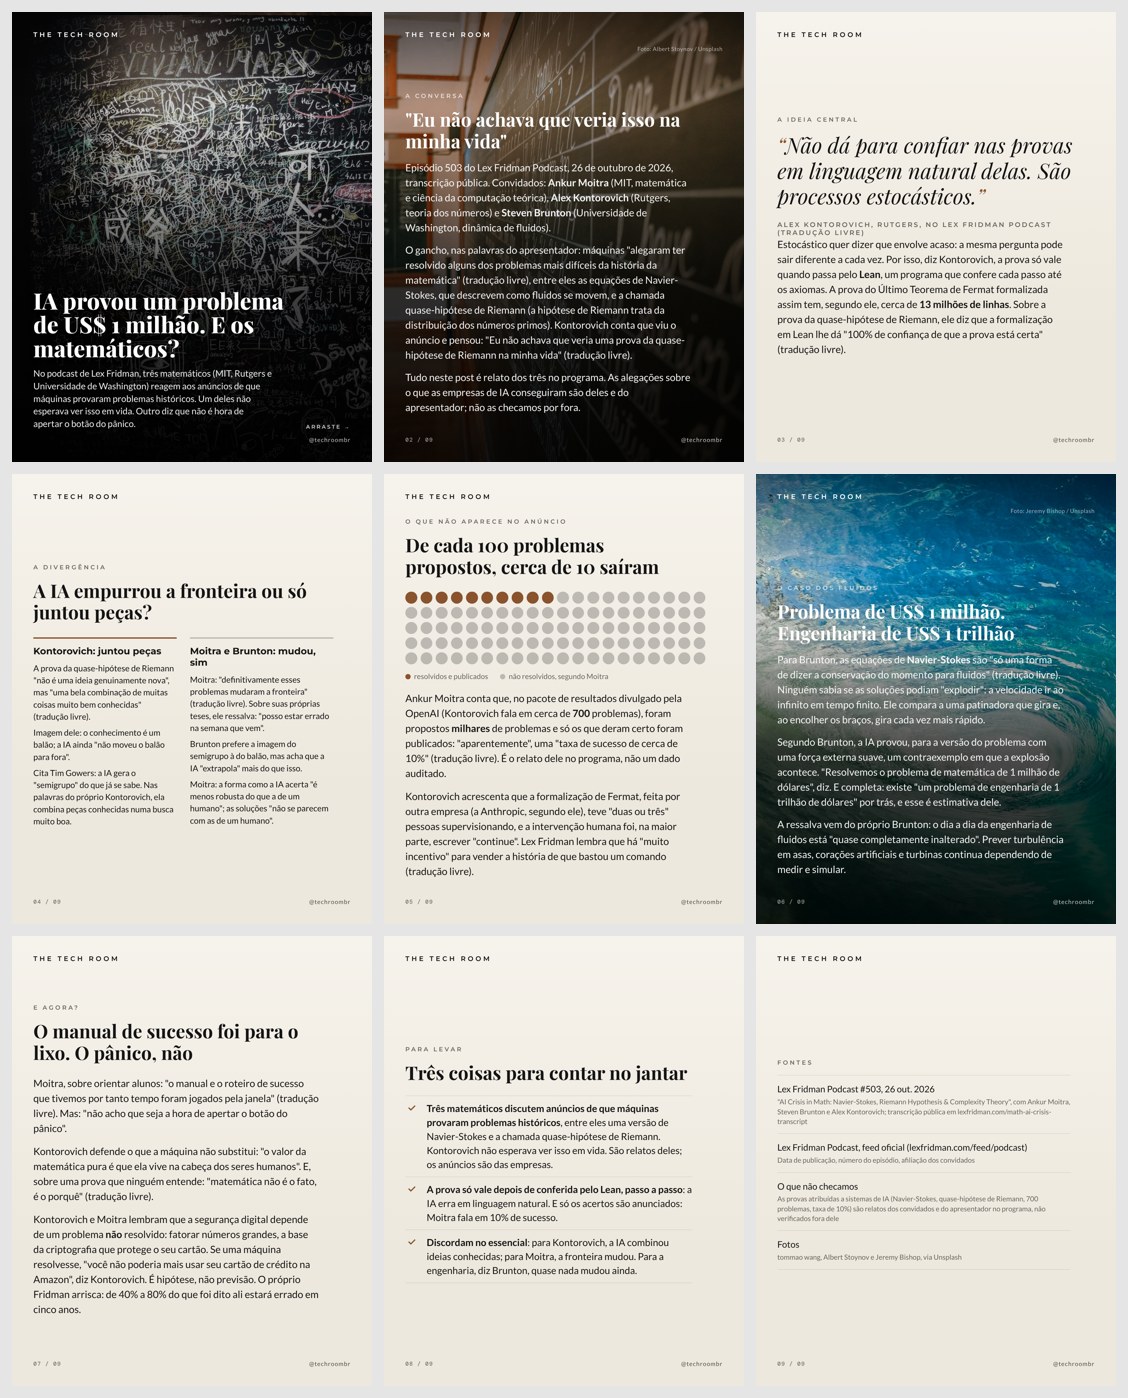 THE TECH ROOM
VIVIAN MARO
IA provou um problema
de US$ 1 milhão. E os
matemáticos?
No podcast de Lex Fridman, três matemáticos (MIT, Rutgers e
Universidade de Washington) reagem aos anúncios de que
máquinas provaram problemas históricos. Um deles não
esperava ver isso em vida. Outro diz que não é hora de
apertar o botão do pânico.
ARRASTE →
@techroombr
THE TECH ROOM
Foto: Albert Stoynov / Unsplash
A CONVERSA
"Eu não achava que veria isso na
minha vida"
Episódio 503 do Lex Fridman Podcast, 26 de outubro de 2026,
transcrição pública. Convidados: Ankur Moitra (MIT, matemática
e ciência da computação teórica), Alex Kontorovich (Rutgers,
teoria dos números) e Steven Brunton (Universidade de
Washington, dinâmica de fluidos).
O gancho, nas palavras do apresentador: máquinas "alegaram ter
resolvido alguns dos problemas mais difíceis da história da
matemática" (tradução livre), entre eles as equações de Navier-
Stokes, que descrevem como fluidos se movem, e a chamada
quase-hipótese de Riemann (a hipótese de Riemann trata da
distribuição dos números primos). Kontorovich conta que viu o
anúncio e pensou: "Eu não achava que veria uma prova da quase-
hipótese de Riemann na minha vida" (tradução livre).
Tudo neste post é relato dos três no programa. As alegações sobre
o que as empresas de IA conseguiram são deles e do
apresentador; não as checamos por fora.
02 / 09
@techroombr
THE TECH ROOM
A IDEIA CENTRAL
“Não dá para confiar nas provas
em linguagem natural delas. São
processos estocásticos.”
ALEX KONTOROVICH, RUTGERS, NO LEX FRIDMAN PODCAST
(TRADUÇÃO LIVRE)
Estocástico quer dizer que envolve acaso: a mesma pergunta pode
sair diferente a cada vez. Por isso, diz Kontorovich, a prova só vale
quando passa pelo Lean, um programa que confere cada passo até
os axiomas. A prova do Último Teorema de Fermat formalizada
assim tem, segundo ele, cerca de 13 milhões de linhas. Sobre a
prova da quase-hipótese de Riemann, ele diz que a formalização
em Lean lhe dá "100% de confiança de que a prova está certa"
(tradução livre).
03 / 09
@techroombr
THE TECH ROOM
A DIVERGÊNCIA
A IA empurrou a fronteira ou só
juntou peças?
Kontorovich: juntou peças
A prova da quase-hipótese de Riemann
"não é uma ideia genuinamente nova",
mas "uma bela combinação de muitas
coisas muito bem conhecidas"
(tradução livre).
Imagem dele: o conhecimento é um
balão; a IA ainda "não moveu o balão
para fora".
Cita Tim Gowers: a IA gera o
"semigrupo" do que já se sabe. Nas
palavras do próprio Kontorovich, ela
combina peças conhecidas numa busca
muito boa.
Moitra e Brunton: mudou,
sim
Moitra: "definitivamente esses
problemas mudaram a fronteira"
(tradução livre). Sobre suas próprias
teses, ele ressalva: "posso estar errado
na semana que vem".
Brunton prefere a imagem do
semigrupo à do balão, mas acha que a
IA "extrapola" mais do que isso.
Moitra: a forma como a IA acerta "é
menos robusta do que a de um
humano"; as soluções "não se parecem
com as de um humano".
04 / 09
@techroombr
THE TECH ROOM
O QUE NÃO APARECE NO ANÚNCIO
De cada 100 problemas
propostos, cerca de 10 saíram
resolvidos e publicados
não resolvidos, segundo Moitra
Ankur Moitra conta que, no pacote de resultados divulgado pela
OpenAI (Kontorovich fala em cerca de 700 problemas), foram
propostos milhares de problemas e só os que deram certo foram
publicados: "aparentemente", uma "taxa de sucesso de cerca de
10%" (tradução livre). É o relato dele no programa, não um dado
auditado.
Kontorovich acrescenta que a formalização de Fermat, feita por
outra empresa (a Anthropic, segundo ele), teve "duas ou três"
pessoas supervisionando, e a intervenção humana foi, na maior
parte, escrever "continue". Lex Fridman lembra que há "muito
incentivo" para vender a história de que bastou um comando
(tradução livre).
05 / 09
@techroombr
THE TECH ROOM
Foto: Jeremy Bishop / Unsplash
O CASO DOS FLUIDOS
Problema de US$ 1 milhão.
Engenharia de US$ 1 trilhão
Para Brunton, as equações de Navier-Stokes são "só uma forma
de dizer a conservação do momento para fluidos" (tradução livre).
Ninguém sabia se as soluções podiam "explodir": a velocidade ir ao
infinito em tempo finito. Ele compara a uma patinadora que gira e,
ao encolher os braços, gira cada vez mais rápido.
Segundo Brunton, a IA provou, para a versão do problema com
uma força externa suave, um contraexemplo em que a explosão
acontece. "Resolvemos o problema de matemática de 1 milhão de
dólares", diz. E completa: existe "um problema de engenharia de 1
trilhão de dólares" por trás, e esse é estimativa dele.
A ressalva vem do próprio Brunton: o dia a dia da engenharia de
fluidos está "quase completamente inalterado". Prever turbulência
em asas, corações artificiais e turbinas continua dependendo de
medir e simular.
06 / 09
@techroombr
THE TECH ROOM
E AGORA?
O manual de sucesso foi para o
lixo. O pânico, não
Moitra, sobre orientar alunos: "o manual e o roteiro de sucesso
que tivemos por tanto tempo foram jogados pela janela" (tradução
livre). Mas: "não acho que seja a hora de apertar o botão do
pânico".
Kontorovich defende o que a máquina não substitui: "o valor da
matemática pura é que ela vive na cabeça dos seres humanos". E,
sobre uma prova que ninguém entende: "matemática não é o fato,
é o porquê" (tradução livre).
Kontorovich e Moitra lembram que a segurança digital depende
de um problema não resolvido: fatorar números grandes, a base
da criptografia que protege o seu cartão. Se uma máquina
resolvesse, "você não poderia mais usar seu cartão de crédito na
Amazon", diz Kontorovich. É hipótese, não previsão. O próprio
Fridman arrisca: de 40% a 80% do que foi dito ali estará errado em
cinco anos.
07 / 09
@techroombr
THE TECH ROOM
PARA LEVAR
Três coisas para contar no jantar
Três matemáticos discutem anúncios de que máquinas
provaram problemas históricos, entre eles uma versão de
Navier-Stokes e a chamada quase-hipótese de Riemann.
Kontorovich não esperava ver isso em vida. São relatos deles;
os anúncios são das empresas.
A prova só vale depois de conferida pelo Lean, passo a passo: a
IA erra em linguagem natural. E só os acertos são anunciados:
Moitra fala em 10% de sucesso.
Discordam no essencial: para Kontorovich, a IA combinou
ideias conhecidas; para Moitra, a fronteira mudou. Para a
engenharia, diz Brunton, quase nada mudou ainda.
08 / 09
@techroombr
THE TECH ROOM
FONTES
Lex Fridman Podcast #503, 26 out. 2026
"AI Crisis in Math: Navier-Stokes, Riemann Hypothesis & Complexity Theory", com Ankur Moitra,
Steven Brunton e Alex Kontorovich; transcrição pública em lexfridman.com/math-ai-crisis-
transcript
Lex Fridman Podcast, feed oficial (lexfridman.com/feed/podcast)
Data de publicação, número do episódio, afiliação dos convidados
O que não checamos
As provas atribuídas a sistemas de IA (Navier-Stokes, quase-hipótese de Riemann, 700
problemas, taxa de 10%) são relatos dos convidados e do apresentador no programa, não
verificados fora dele
Fotos
tommao wang, Albert Stoynov e Jeremy Bishop, via Unsplash
09 / 09
@techroombr